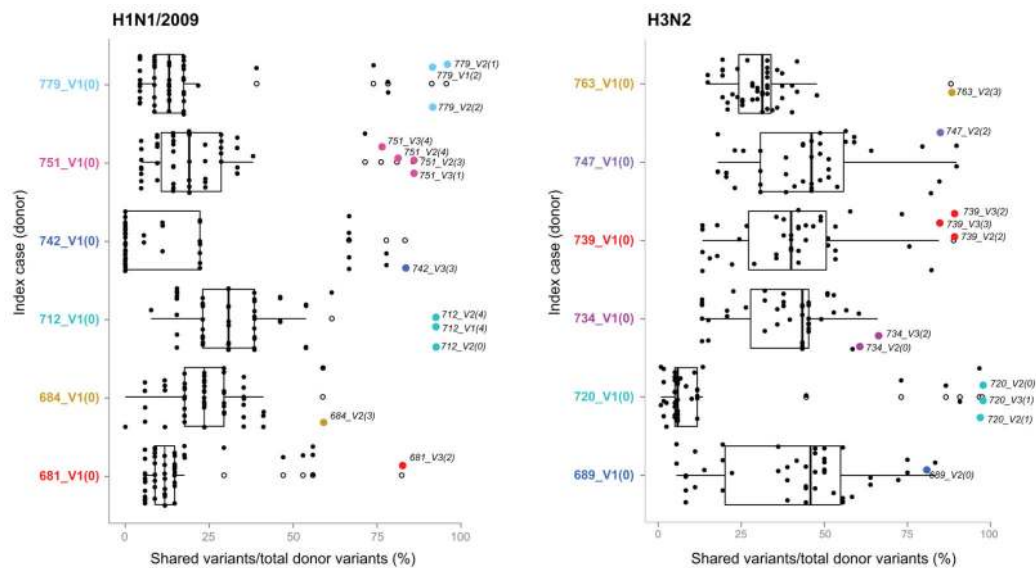 H1N1/2009
779_V1(0)
779_V2(1)
779_V1(2)
779_V2(2)
751_V1(0)
751_V3(4)
751_V2(4)
751_V2(3)
751_V3(1)
742_V1(0)
742_V3(3)
712_V1(0)
712_V2(4)
712_V1(4)
712_V2(0)
684_V1(0)
684_V2(3)
681_V1(0)
681_V3(2)
Index case (donor)
0
25
50
75
100
Shared variants/total donor variants (%)
H3N2
763_V1(0)
763_V2(3)
747_V1(0)
747_V2(2)
739_V1(0)
739_V3(2)
739_V3(3)
739_V2(2)
734_V1(0)
734_V3(2)
734_V2(0)
720_V1(0)
720_V2(0)
720_V3(1)
720_V2(1)
689_V1(0)
689_V2(0)
Index case (donor)
0
25
50
75
100
Shared variants/total donor variants (%)